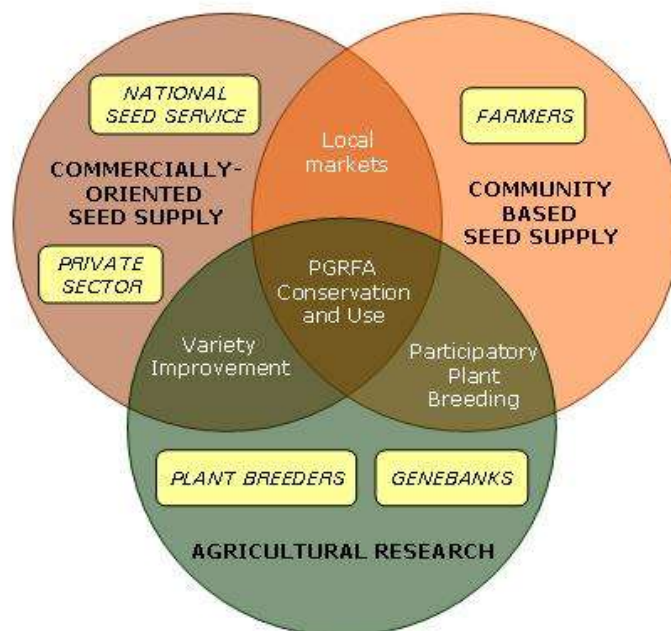 NATIONAL
SEED SERVICE
FARMERS
Local
markets
COMMERCIALLY-
ORIENTED
SEED SUPPLY
COMMUNITY
BASED
SEED SUPPLY
PRIVATE
SECTOR
PGRFA
Conservation
and Use
Variety
Improvement
Participatory
Plant
Breeding
PLANT BREEDERS
GENEBANKS
AGRICULTURAL RESEARCH